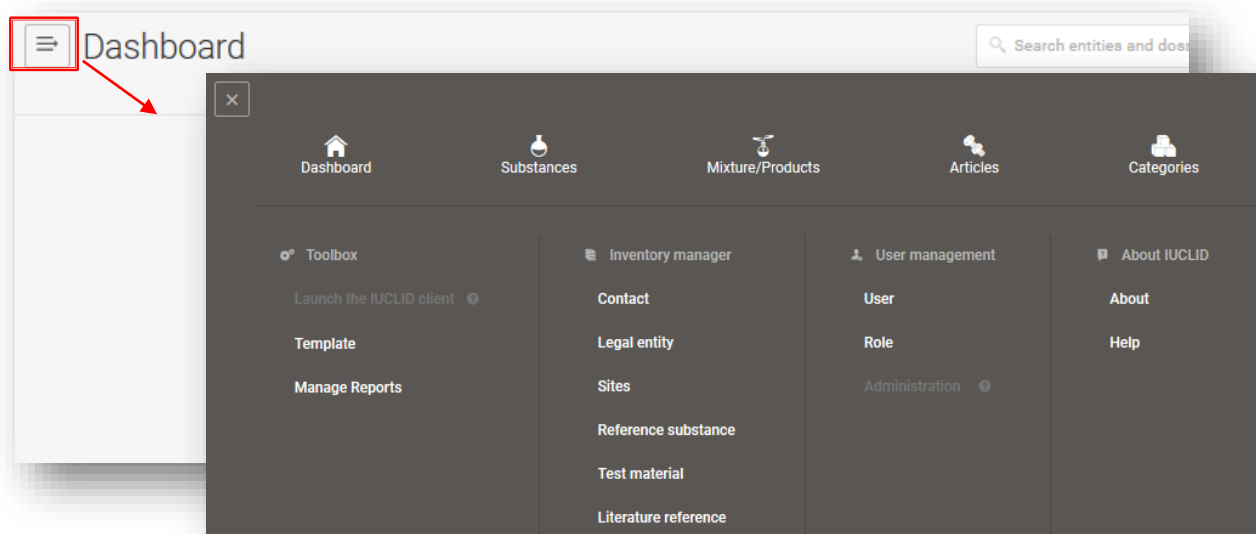 Dashboard
Search entities and
Dashboard
Substances
Mixture/Products
Articles
Categories
Toolbox
Launch the IUCLID client
Template
Manage Reports
Inventory manager
Contact
Legal entity
Sites
Reference substance
Test material
Literature reference
User management
User
Role
Administration
About IUCLID
About
Help